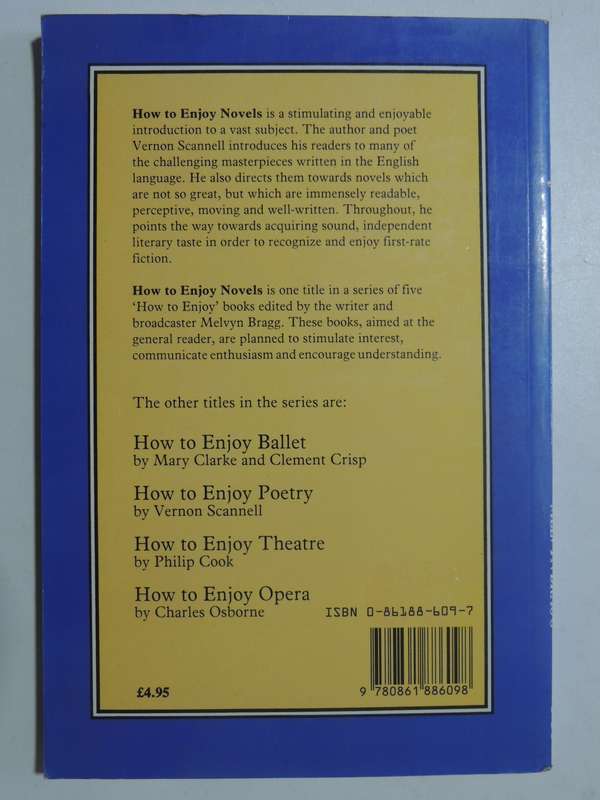 How to Enjoy Novels is a stimulating and enjoyable
introduction to a vast subject. The author and poet
Vernon Scannell introduces his readers to many of
the challenging masterpieces written in the English
language. He also directs them towards novels which
are not so great, but which are immensely readable,
perceptive, moving and well-written. Throughout, he
points the way towards acquiring sound, independent
literary taste in order to recognize and enjoy first-rate
fiction.
How to Enjoy Novels is one title in a series of five
‘How to Enjoy’ books edited by the writer and
broadcaster Melvyn Bragg. These books, aimed at the
general reader, are planned to stimulate interest,
communicate enthusiasm and encourage understanding.
The other titles in the series are:
How to Enjoy Ballet
by Mary Clarke and Clement Crisp
How to Enjoy Poetry
by Vernon Scannell
How to Enjoy Theatre
by Philip Cook
How to Enjoy Opera
by Charles Osborne
ISBN 0-86188-609-7
9 780861 886098
£4.95